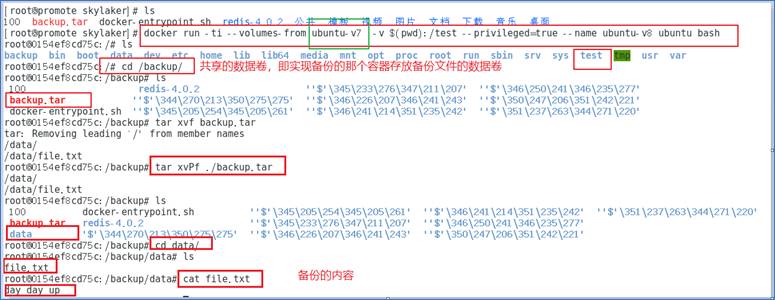 [root@promote skylaker]# ls
100 backup.tar docker-entrypoint.sh redis-4.0.2 公共 模板 视频 图片 文档 下载 音乐 桌面
[root@promote skylaker]# docker run -ti --volumes-from ubuntu-v7 -v $(pwd):/test --privileged=true --name ubuntu-v8 ubuntu bash
root@0154ef8cd75c:/# ls
backup bin boot data dev etc home lib lib64 media mnt opt proc root run sbin srv sys test tmp usr var
root@0154ef8cd75c:/# cd /backup/ 共享的数据卷，即实现备份的那个容器存放备份文件的数据卷
root@0154ef8cd75c:/backup# ls
100 redis-4.0.2 ''$'\345\233\276\347\211\207' ''$'\346\250\241\346\235\277'
backup.tar ''$'\344\270\213\350\275\275' ''$'\346\226\207\346\241\243' ''$'\350\247\206\351\242\221'
docker-entrypoint.sh ''$'\345\205\254\345\205\261' ''$'\346\241\214\351\235\242' ''$'\351\237\263\344\271\220'
root@0154ef8cd75c:/backup# tar xvf backup.tar
tar: Removing leading `/' from member names
/data/
/data/file.txt
root@0154ef8cd75c:/backup# tar xvPf ./backup.tar
/data/
/data/file.txt
root@0154ef8cd75c:/backup# ls
100 docker-entrypoint.sh ''$'\345\205\254\345\205\261' ''$'\346\241\214\351\235\242' ''$'\351\237\263\344\271\220'
backup.tar redis-4.0.2 ''$'\345\233\276\347\211\207' ''$'\346\250\241\346\235\277'
data ''$'\344\270\213\350\275\275' ''$'\346\226\207\346\241\243' ''$'\350\247\206\351\242\221'
root@0154ef8cd75c:/backup# cd data/
root@0154ef8cd75c:/backup/data# ls
file.txt
root@0154ef8cd75c:/backup/data# cat file.txt 备份的内容
day day up